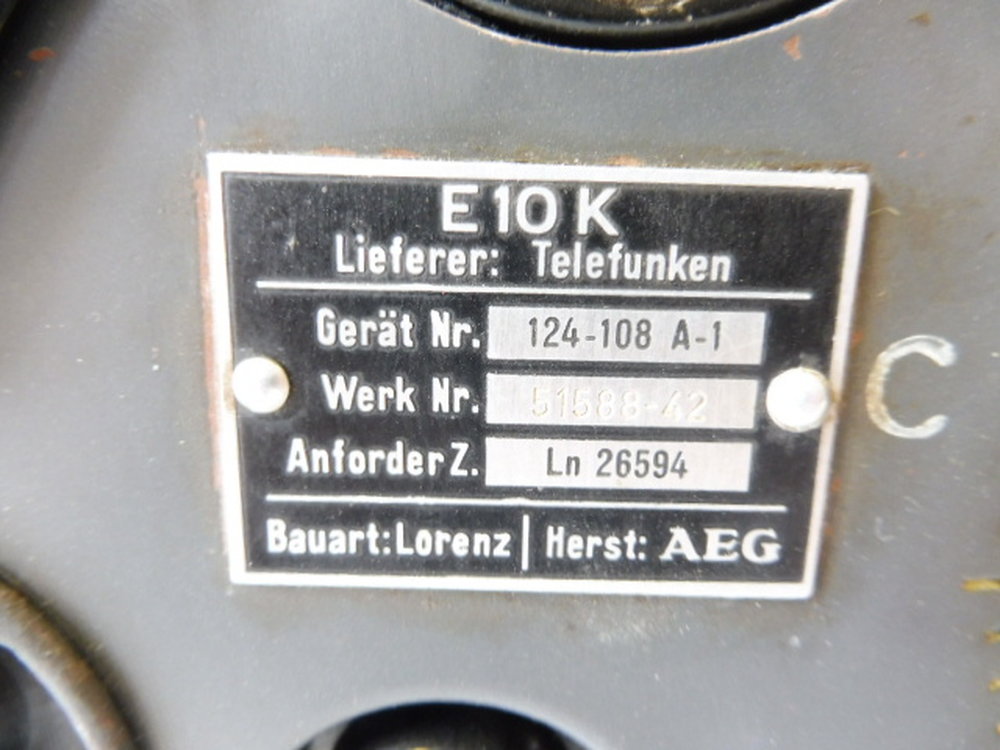 E10K
Lieferer: Telefunken
Gerät Nr. 124-108 A-1
Werk Nr. 51588-42
Anforder Z. Ln 26594
Bauart: Lorenz | Herst: AEG
C